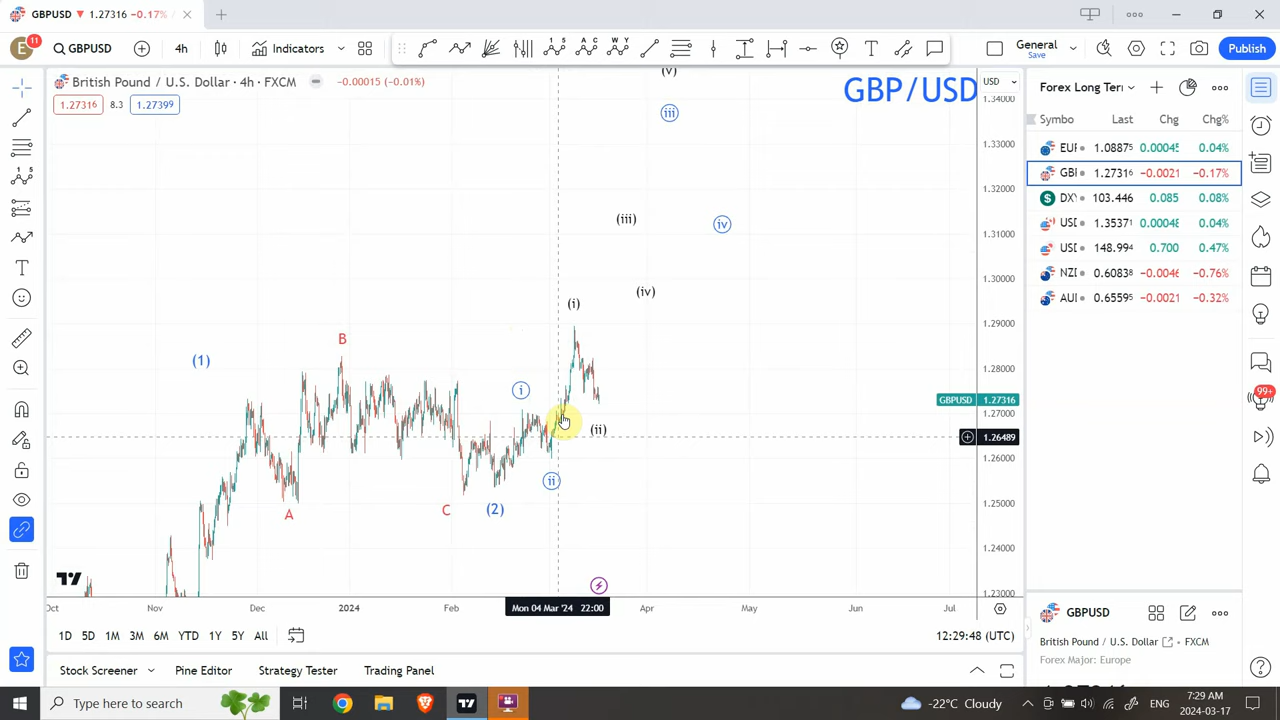 GBPUSD ▼ 1.27316 −0.17%
E 11 GBPUSD 4h Indicators General Save Publish
British Pound / U.S. Dollar · 4h · FXCM −0.00015 (−0.01%) USD
1.27316 8.3 1.27399
GBP/USD
(v)
iii
(iii)
iv
(iv)
(i)
(1)
B
i
(ii)
ii
A
C
(2)
1.34000
1.33000
1.32000
1.31000
1.30000
1.29000
1.28000
GBPUSD 1.27316
1.27000
1.26489
1.26000
1.25000
1.24000
1.23000
Oct Nov Dec 2024 Feb Mon 04 Mar '24 22:00 Apr May Jun Jul
1D 5D 1M 3M 6M YTD 1Y 5Y All 12:29:48 (UTC)
Stock Screener Pine Editor Strategy Tester Trading Panel
Forex Long Ter
Symbo Last Chg Chg%
EUF 1.08875 0.00045 0.04%
GBI 1.27316 −0.0021 −0.17%
DX 103.446 0.085 0.08%
USI 1.35371 0.00048 0.04%
USI 148.994 0.700 0.47%
NZI 0.60838 −0.0046 −0.76%
AUI 0.65595 −0.0021 −0.32%
99+
GBPUSD
British Pound / U.S. Dollar FXCM
Forex Major: Europe
Type here to search
-22°C Cloudy ENG 7:29 AM
2024-03-17